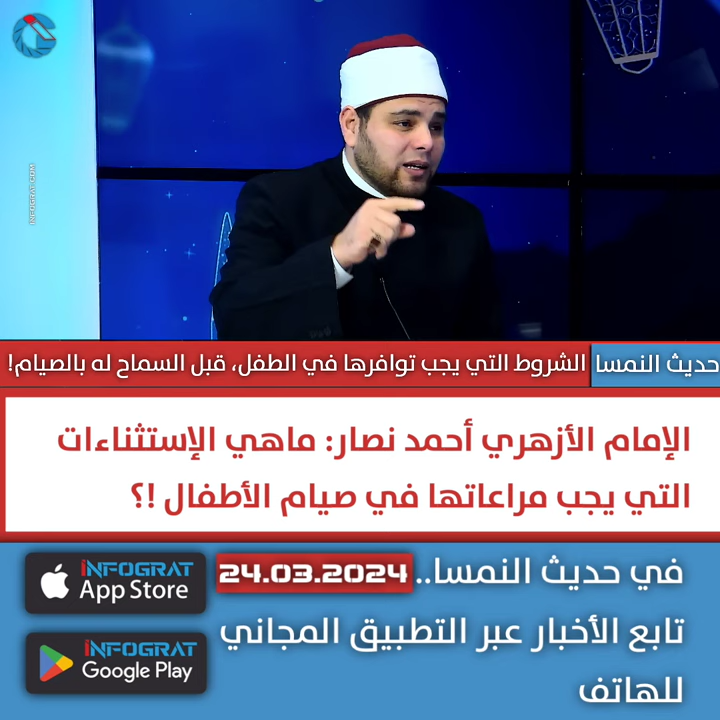 INFOGRAT.COM
حديث النمسا
الشروط التي يجب توافرها في الطفل، قبل السماح له بالصيام!
الإمام الأزهري أحمد نصار: ماهي الإستثناءات
التي يجب مراعاتها في صيام الأطفال !؟
في حديث النمسا.. 24.03.2024
تابع الأخبار عبر التطبيق المجاني
للهاتف
INFOGRAT
App Store
INFOGRAT
Google Play